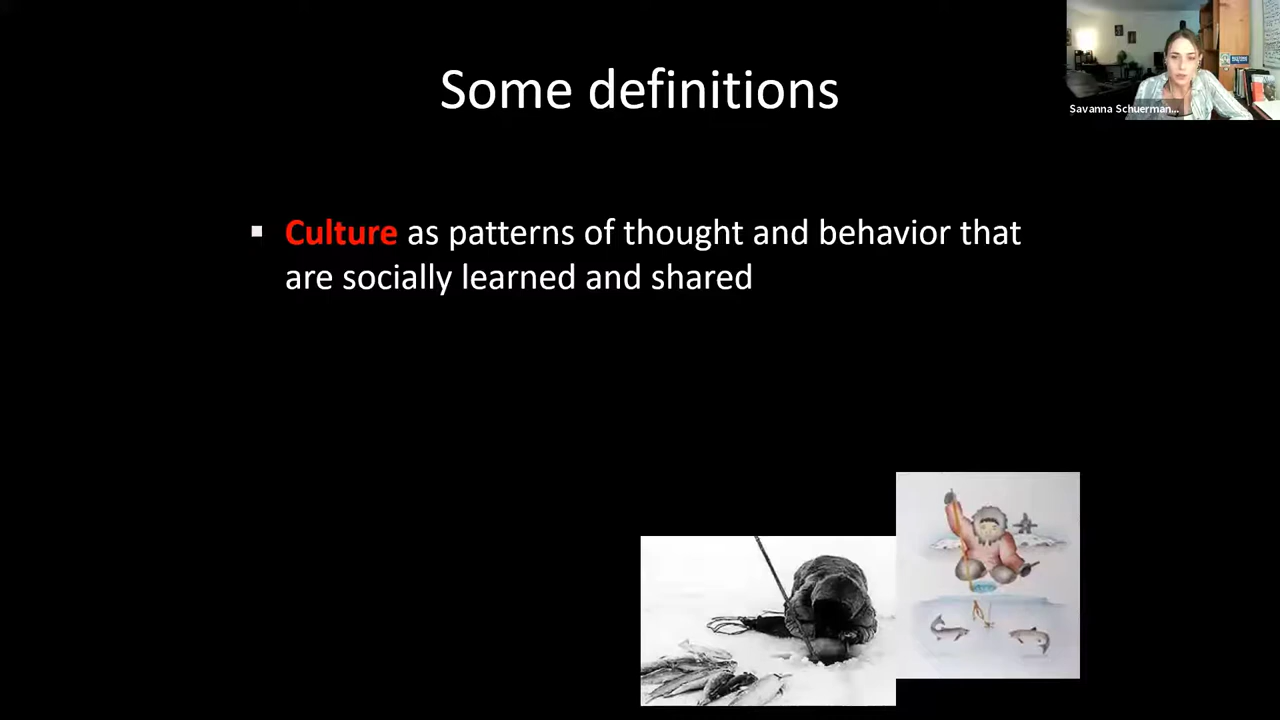 Some definitions
Savanna Schuerman...
▪ Culture as patterns of thought and behavior that
are socially learned and shared